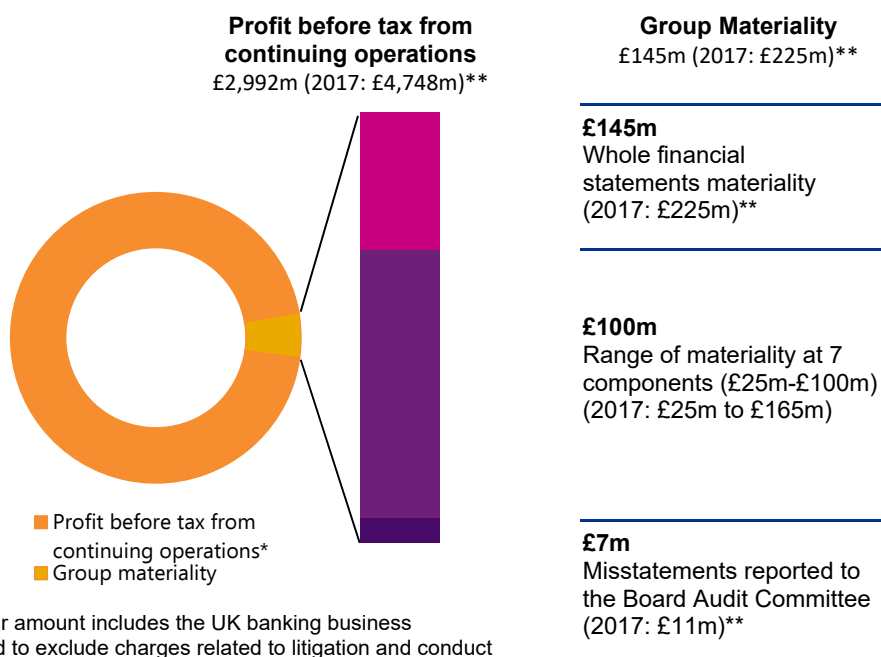 Profit before tax from
continuing operations
£2,992m (2017: £4,748m)**
Group Materiality
£145m (2017: £225m)**
£145m
Whole financial
statements materiality
(2017: £225m)**
£100m
Range of materiality at 7
components (£25m-£100m)
(2017: £25m to £165m)
£7m
Misstatements reported to
the Board Audit Committee
(2017: £11m)**
Profit before tax from
continuing operations*
Group materiality
amount includes the UK banking business
to exclude charges related to litigation and conduct